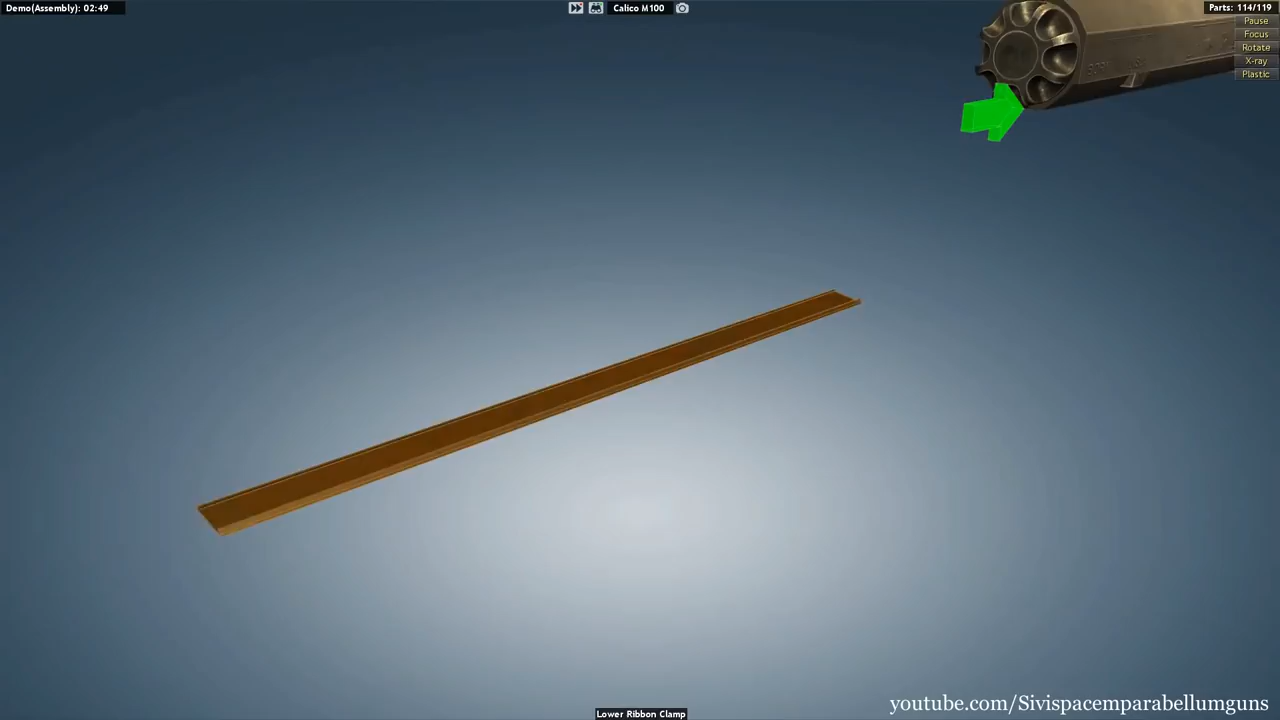 Demo(Assembly): 02:49
Calico M100
Parts: 114/119
Pause
Focus
Rotate
X-ray
Plastic
Lower Ribbon Clamp
youtube.com/Sivispacemparabellumguns